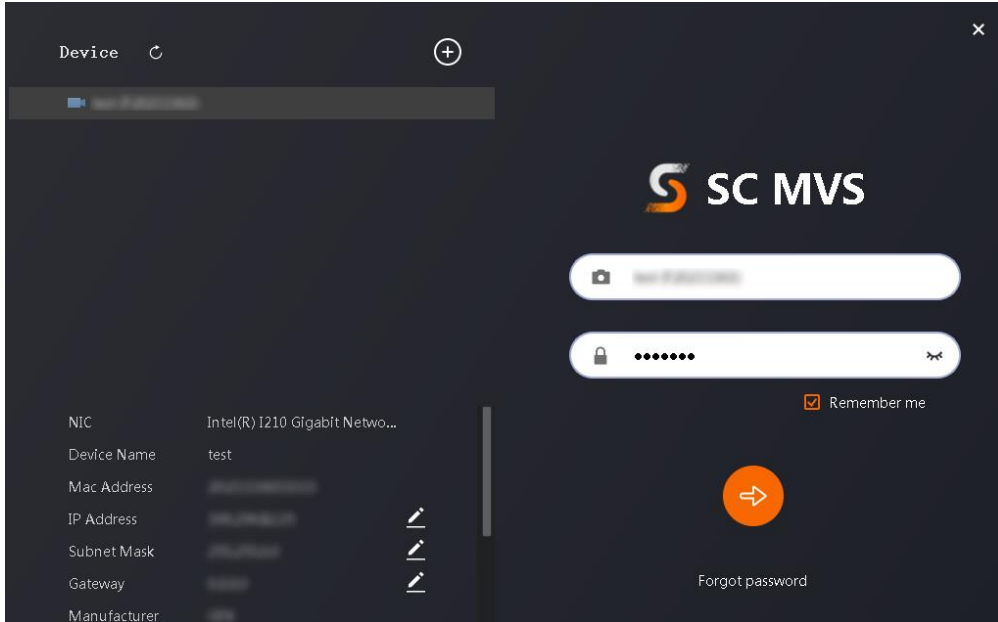 Device
SC MVS
•••••••
Remember me
NIC Intel(R) I210 Gigabit Netwo...
Device Name test
Mac Address
IP Address
Subnet Mask
Gateway
Manufacturer
Forgot password